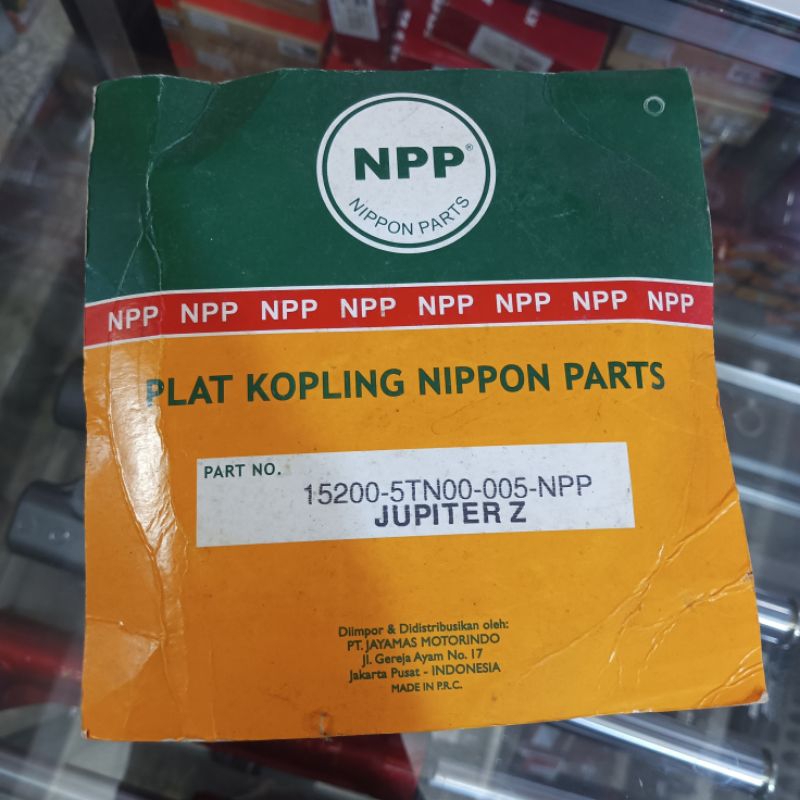 NPP®
NIPPON PARTS
NPP NPP NPP NPP NPP NPP NPP NPP
PLAT KOPLING NIPPON PARTS
PART NO.
15200-5TN00-005-NPP
JUPITER Z
Diimpor & Didistribusikan oleh:
PT. JAYAMAS MOTORINDO
Jl. Gereja Ayam No. 17
Jakarta Pusat - INDONESIA
MADE IN P.R.C.